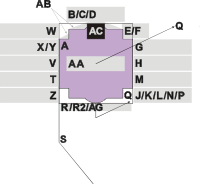 AB
B/C/D
Q
W AC E/F
X/Y A G
V AA H
T M
Z Q J/K/L/N/P
R/R2/AG
S